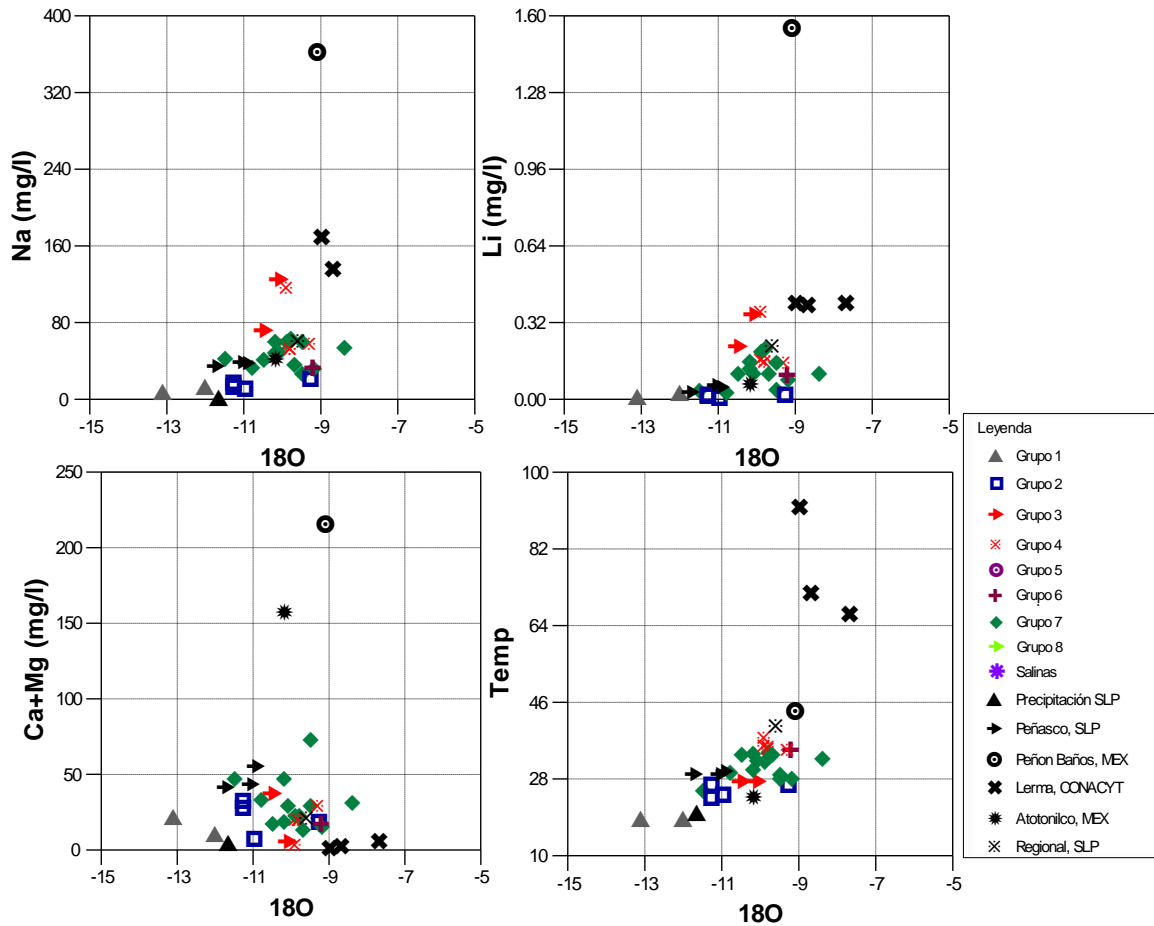 400
320
240
160
80
0
Na (mg/l)
-15
-13
-11
-9
-7
-5
18O
1.60
1.28
0.96
0.64
0.32
0.00
Li (mg/l)
-15
-13
-11
-9
-7
-5
18O
250
200
150
100
50
0
Ca+Mg (mg/l)
-15
-13
-11
-9
-7
-5
18O
100
82
64
46
28
10
Temp
-15
-13
-11
-9
-7
-5
18O
Leyenda
Grupo 1
Grupo 2
Grupo 3
Grupo 4
Grupo 5
Grupo 6
Grupo 7
Grupo 8
Salinas
Precipitación SLP
Peñasco, SLP
Peñon Baños, MEX
Lerma, CONACYT
Atotonilco, MEX
Regional, SLP